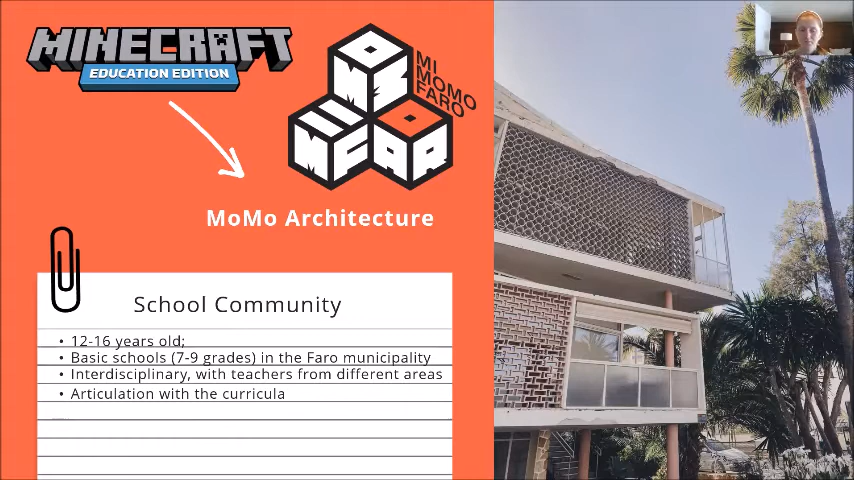 MINECRAFT
EDUCATION EDITION
MI
MOMO
FARO
MoMo Architecture
School Community
• 12-16 years old;
• Basic schools (7-9 grades) in the Faro municipality
• Interdisciplinary, with teachers from different areas
• Articulation with the curricula